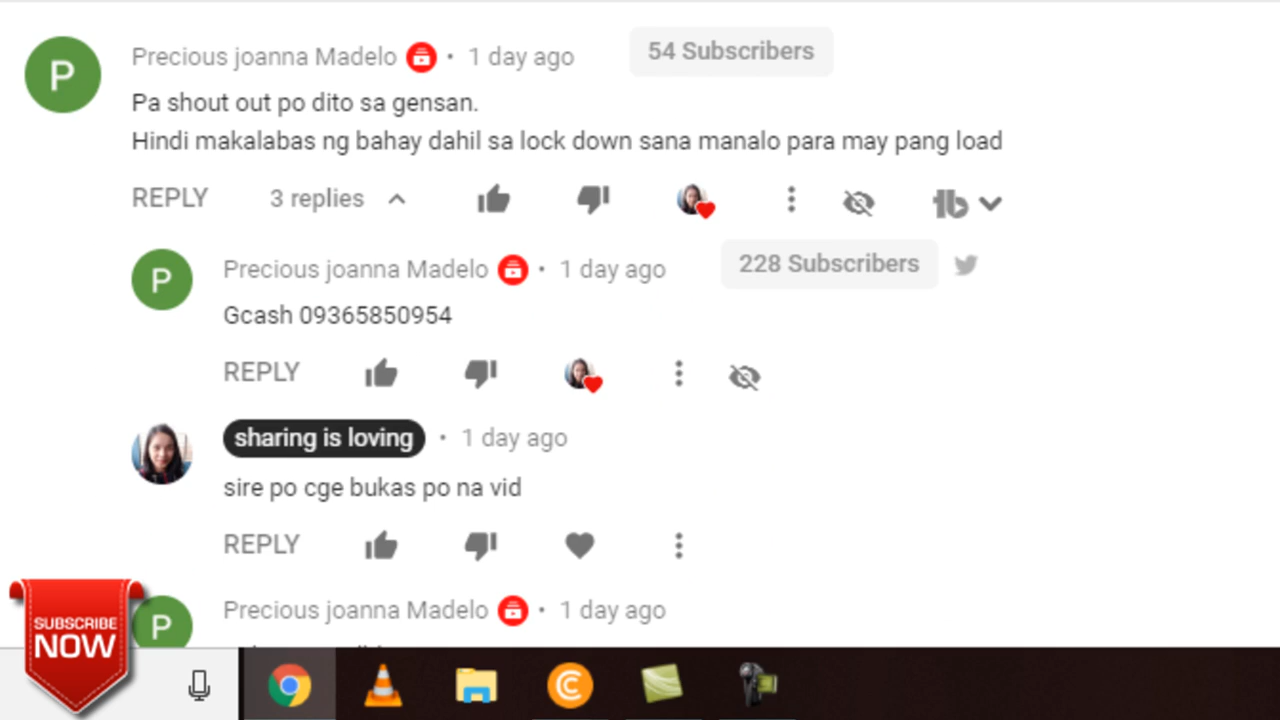 P
Precious joanna Madelo • 1 day ago 54 Subscribers
Pa shout out po dito sa gensan.
Hindi makalabas ng bahay dahil sa lock down sana manalo para may pang load
REPLY 3 replies
P
Precious joanna Madelo • 1 day ago 228 Subscribers
Gcash 09365850954
REPLY
sharing is loving • 1 day ago
sire po cge bukas po na vid
REPLY
P
Precious joanna Madelo • 1 day ago
SUBSCRIBE
NOW